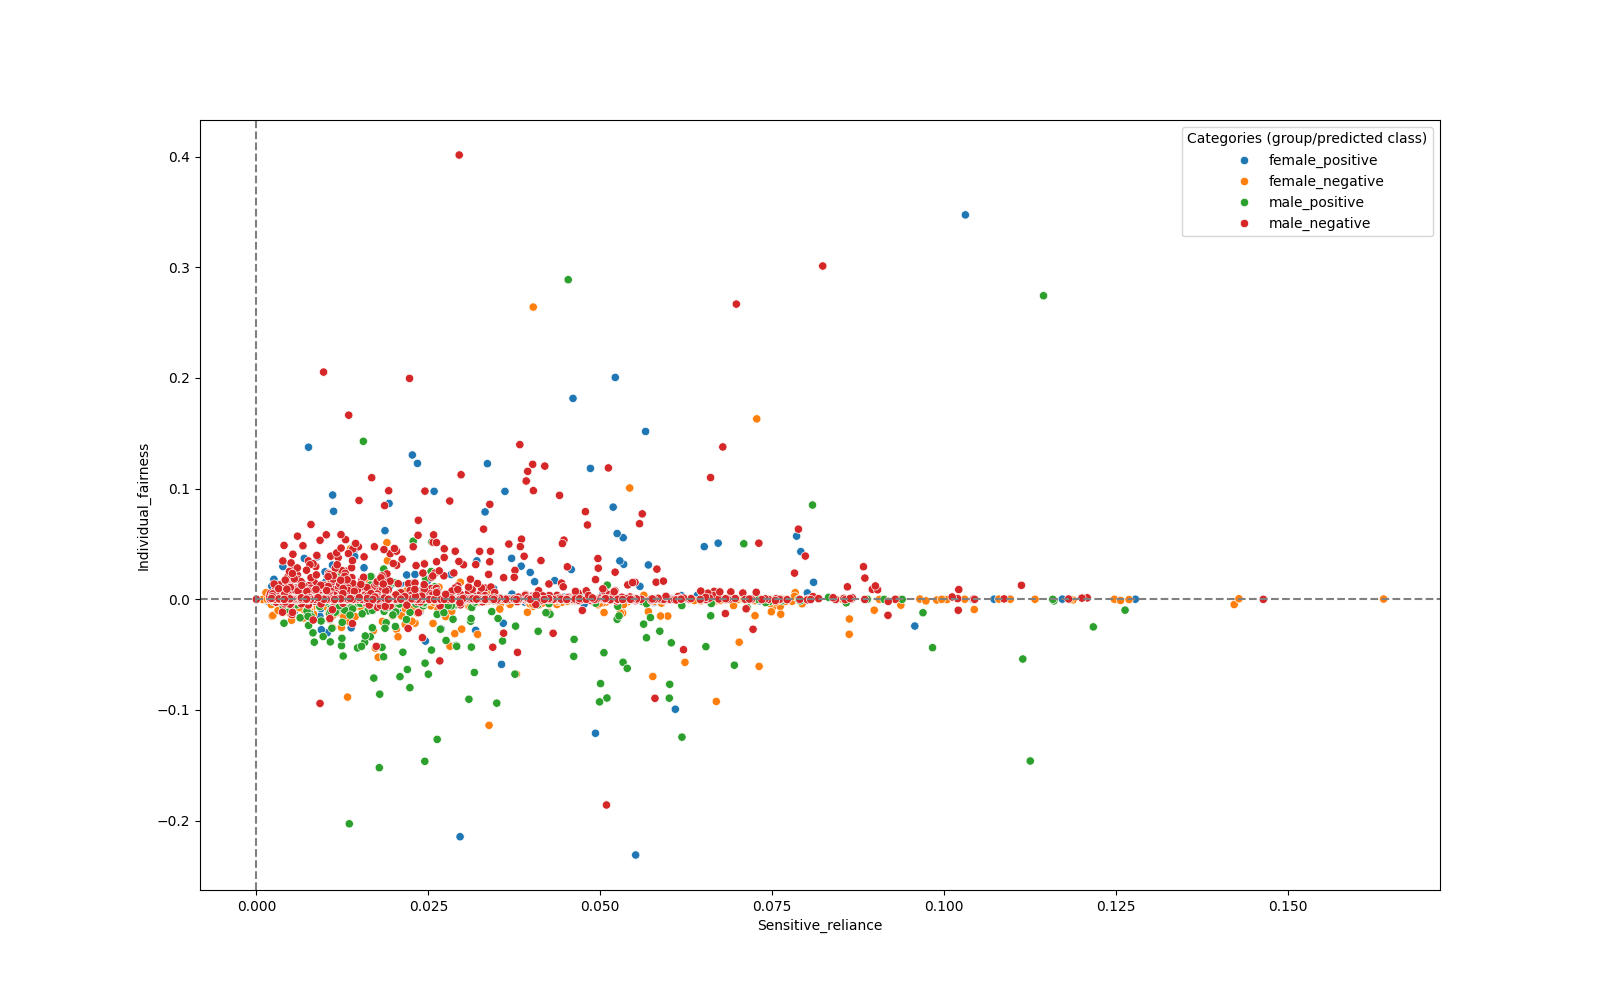 Categories (group/predicted class)
female_positive
female_negative
male_positive
male_negative
0.4
0.3
0.2
0.1
0.0
−0.1
−0.2
Individual_fairness
0.000
0.025
0.050
0.075
0.100
0.125
0.150
Sensitive_reliance